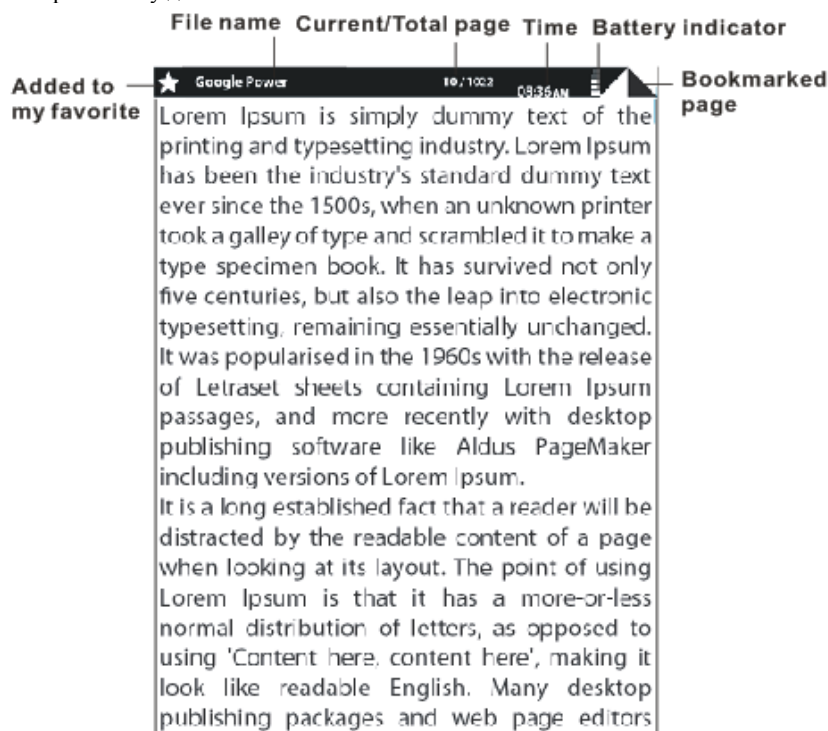 File name Current/Total page Time Battery indicator
Added to my favorite
Google Power 10/1022 08:36 AM
Bookmarked page
Lorem Ipsum is simply dummy text of the
printing and typesetting industry. Lorem Ipsum
has been the industry's standard dummy text
ever since the 1500s, when an unknown printer
took a galley of type and scrambled it to make a
type specimen book. It has survived not only
five centuries, but also the leap into electronic
typesetting, remaining essentially unchanged.
It was popularised in the 1960s with the release
of Letraset sheets containing Lorem Ipsum
passages, and more recently with desktop
publishing software like Aldus PageMaker
including versions of Lorem Ipsum.
It is a long established fact that a reader will be
distracted by the readable content of a page
when looking at its layout. The point of using
Lorem Ipsum is that it has a more-or-less
normal distribution of letters, as opposed to
using 'Content here, content here', making it
look like readable English. Many desktop
publishing packages and web page editors